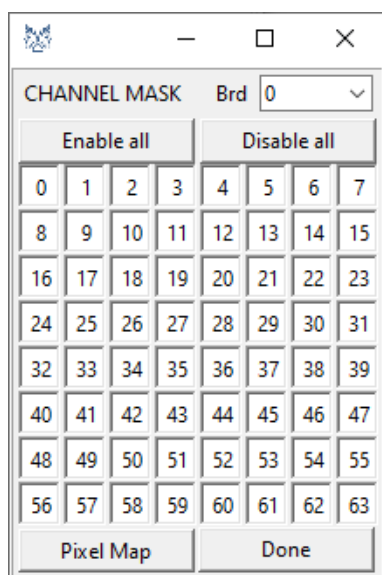 CHANNEL MASK Brd 0
Enable all Disable all
0 1 2 3 4 5 6 7
8 9 10 11 12 13 14 15
16 17 18 19 20 21 22 23
24 25 26 27 28 29 30 31
32 33 34 35 36 37 38 39
40 41 42 43 44 45 46 47
48 49 50 51 52 53 54 55
56 57 58 59 60 61 62 63
Pixel Map Done